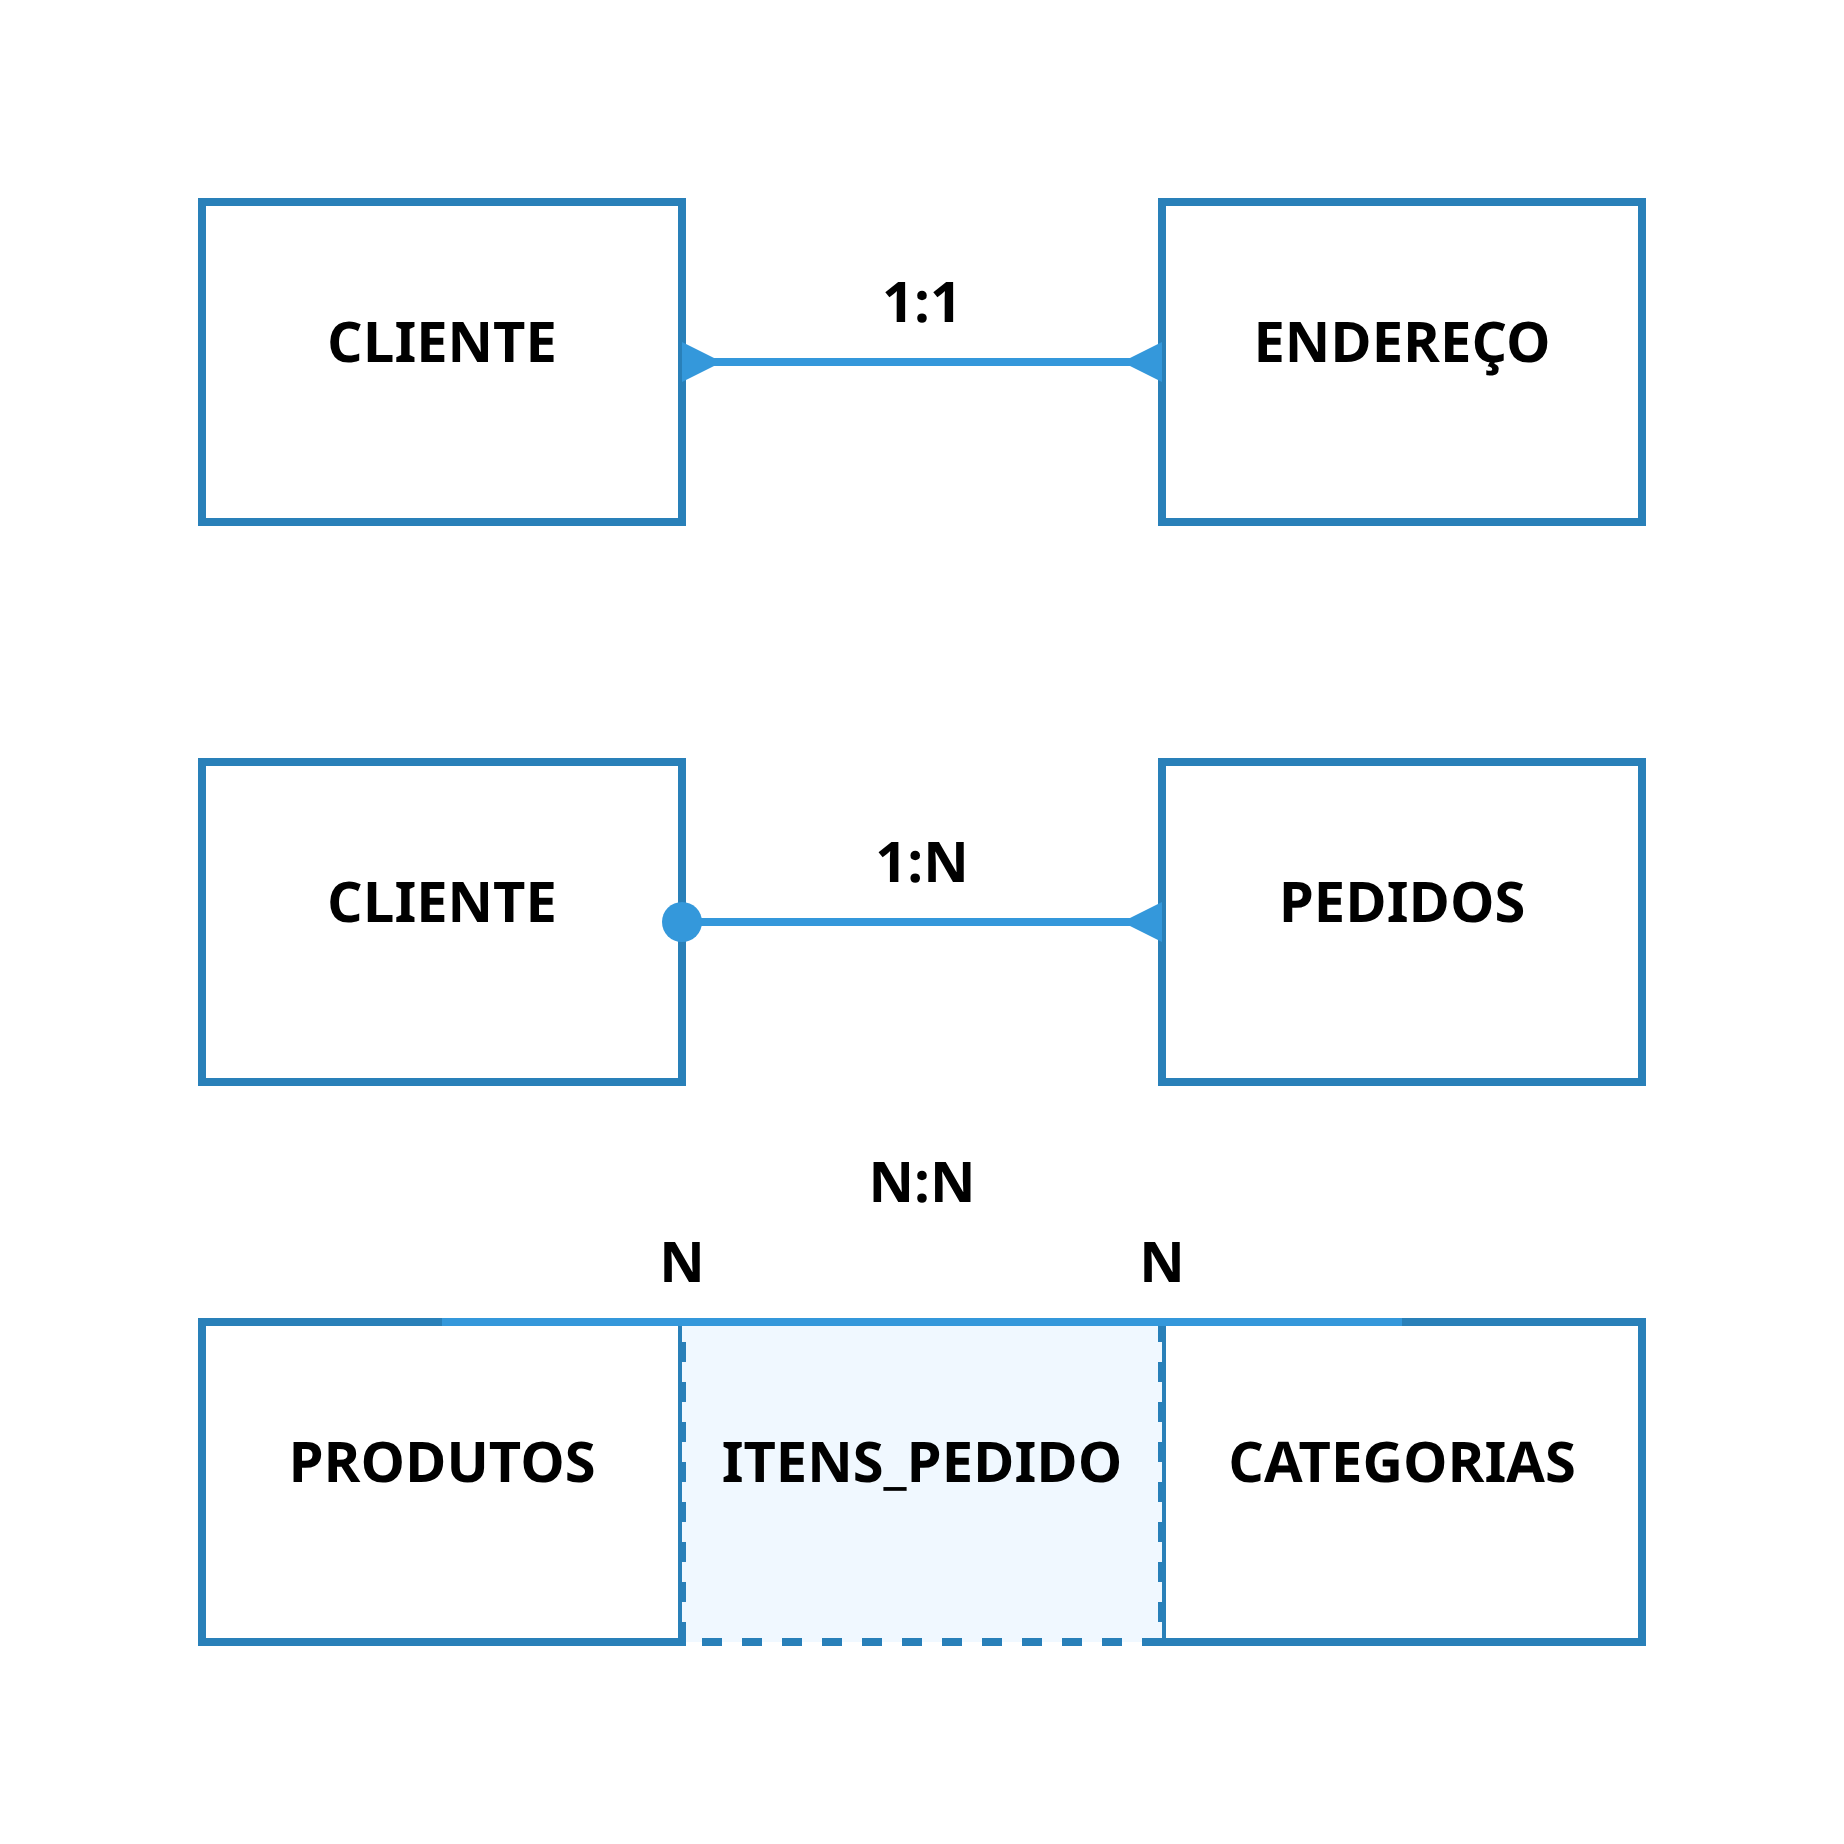 1:1
CLIENTE
ENDEREÇO
1:N
CLIENTE
PEDIDOS
N:N
N
N
PRODUTOS
ITENS_PEDIDO
CATEGORIAS